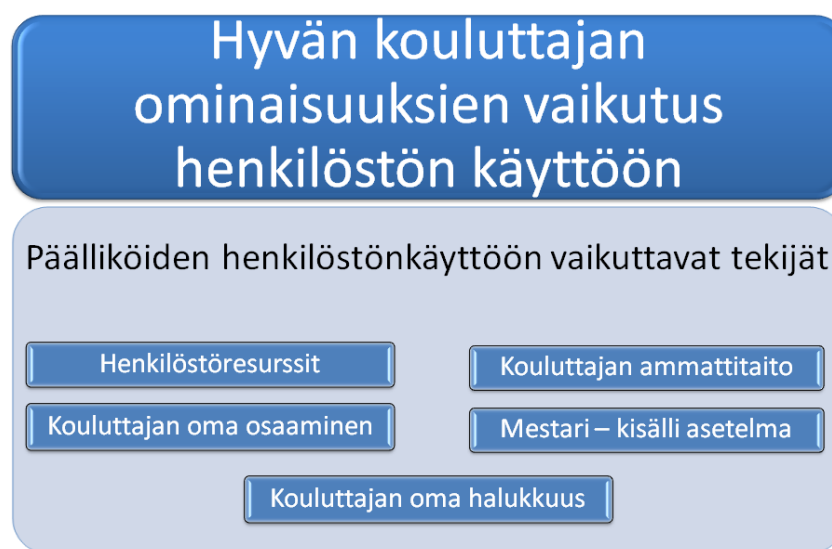 Hyvän kouluttajan
ominaisuuksien vaikutus
henkilöstön käyttöön
Päälliköiden henkilöstönkäyttöön vaikuttavat tekijät
Henkilöstöresurssit
Kouluttajan ammattitaito
Kouluttajan oma osaaminen
Mestari – kisälli asetelma
Kouluttajan oma halukkuus